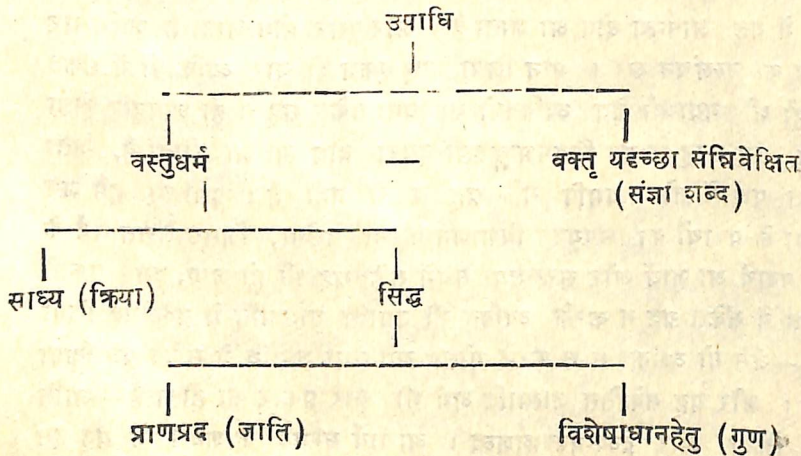 उपाधि
वस्तुधर्म — वक्तृ यदृच्छा संन्निवेक्षित
(संज्ञा शब्द)
साध्य (क्रिया) सिद्ध
प्राणप्रद (जाति) विशेषाधानहेतु (गुण)